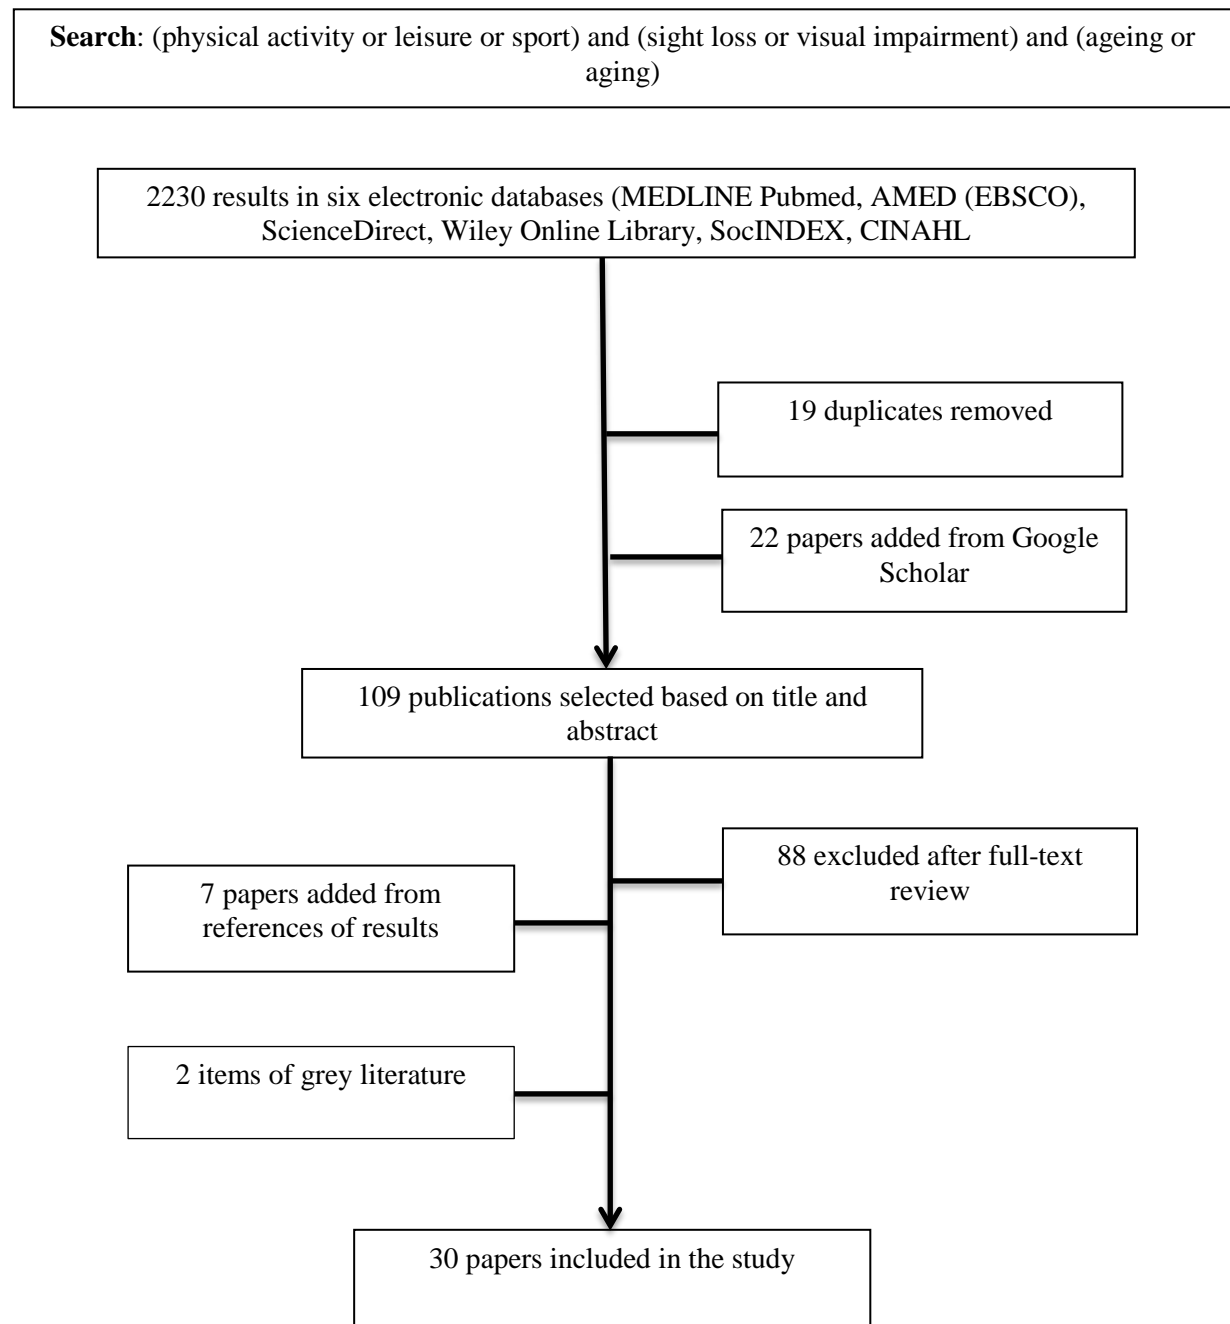 Search: (physical activity or leisure or sport) and (sight loss or visual impairment) and (ageing or
aging)
2230 results in six electronic databases (MEDLINE Pubmed, AMED (EBSCO),
ScienceDirect, Wiley Online Library, SocINDEX, CINAHL
19 duplicates removed
22 papers added from Google
Scholar
109 publications selected based on title and
abstract
88 excluded after full-text
review
7 papers added from
references of results
2 items of grey literature
30 papers included in the study